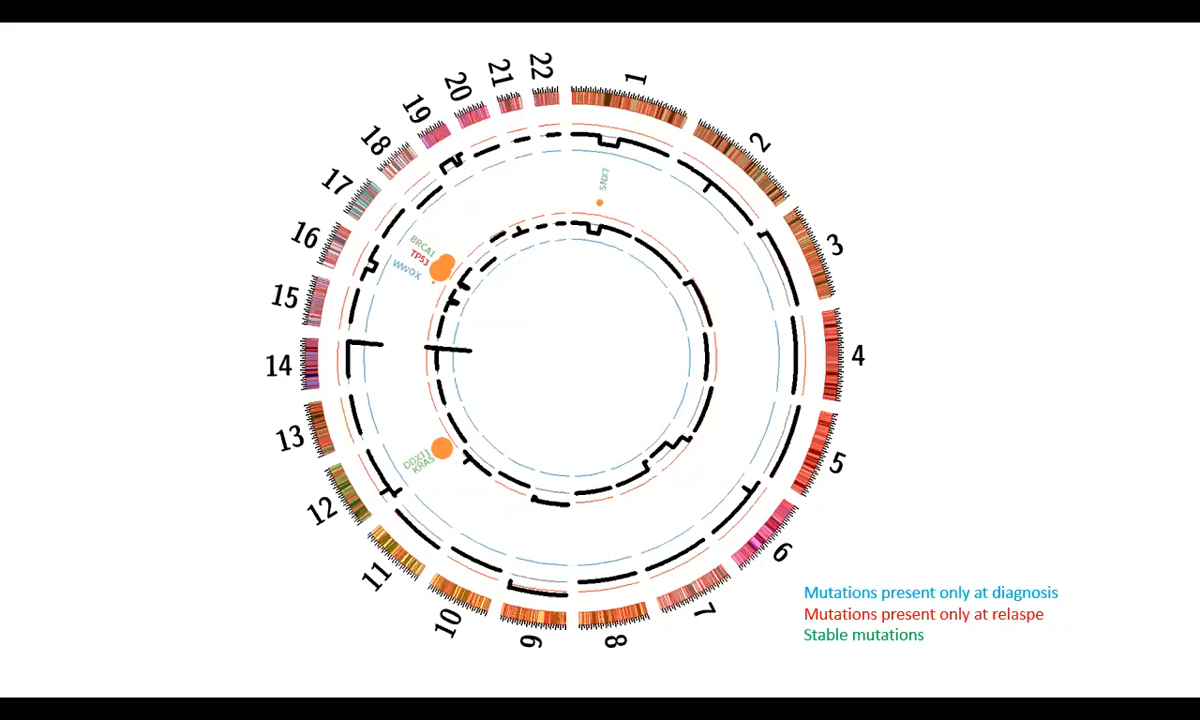 1
2
3
4
5
6
7
8
9
10
11
12
13
14
15
16
17
18
19
20
21
22
SNX7
BRCA1
TP53
WWOX
DDX11
KRAS
Mutations present only at diagnosis
Mutations present only at relaspe
Stable mutations